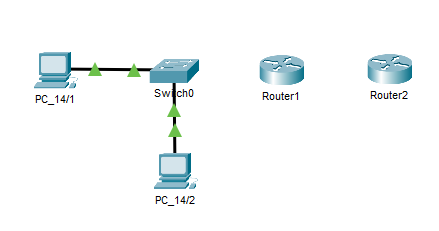 PC_14/1
Switch0
Router1
Router2
PC_14/2